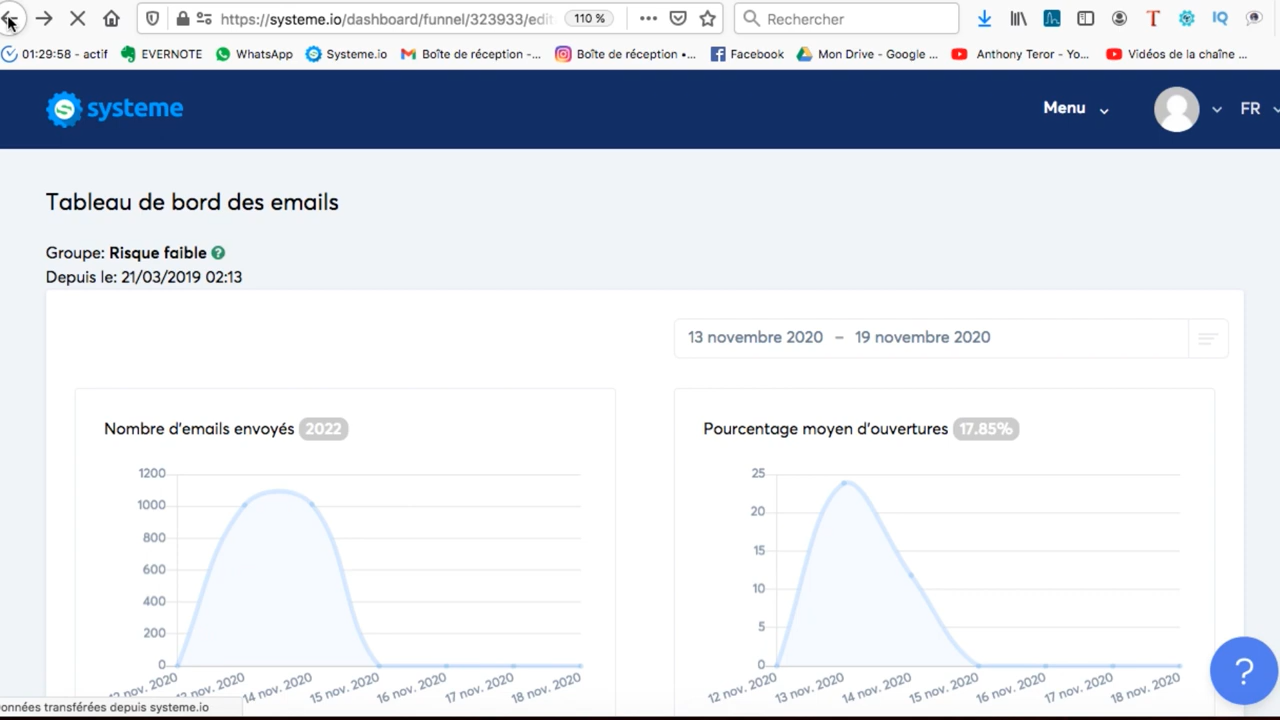 https://systeme.io/dashboard/funnel/323933/edit
110 %
Rechercher
T
IQ
01:29:58 - actif
EVERNOTE
WhatsApp
Systeme.io
Boîte de réception -...
Boîte de réception •...
Facebook
Mon Drive - Google ...
Anthony Teror - Yo...
Vidéos de la chaîne ...
systeme
Menu
FR
Tableau de bord des emails
Groupe: Risque faible ?
Depuis le: 21/03/2019 02:13
13 novembre 2020 – 19 novembre 2020
Nombre d'emails envoyés 2022
1200
1000
800
600
400
200
0
12 nov. 2020
13 nov. 2020
14 nov. 2020
15 nov. 2020
16 nov. 2020
17 nov. 2020
18 nov. 2020
Pourcentage moyen d'ouvertures 17.85%
25
20
15
10
5
0
12 nov. 2020
13 nov. 2020
14 nov. 2020
15 nov. 2020
16 nov. 2020
17 nov. 2020
18 nov. 2020
?
onnées transférées depuis systeme.io